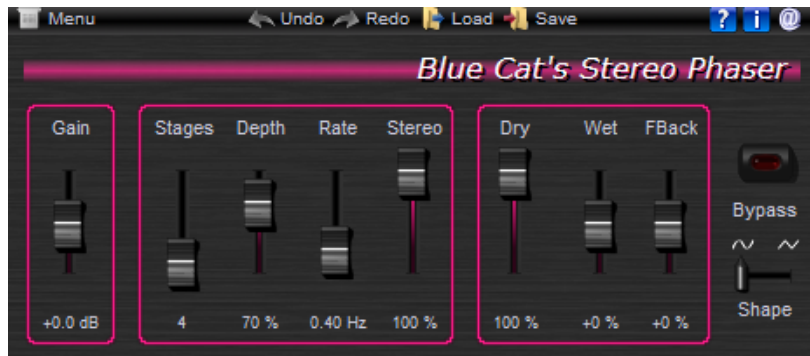 Menu Undo Redo Load Save ? i @
Blue Cat's Stereo Phaser
Gain Stages Depth Rate Stereo Dry Wet FBack
Bypass
Shape
+0.0 dB 4 70 % 0.40 Hz 100 % 100 % +0 % +0 %